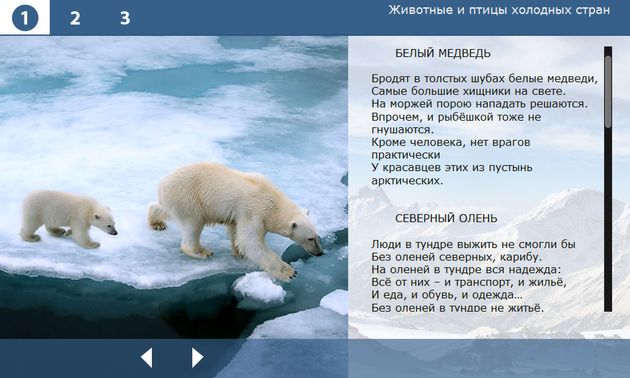 1 2 3
Животные и птицы холодных стран
БЕЛЫЙ МЕДВЕДЬ
Бродят в толстых шубах белые медведи,
Самые большие хищники на свете.
На моржей порою нападать решаются.
Впрочем, и рыбёшкой тоже не
гнушаются.
Кроме человека, нет врагов
практически
У красавцев этих из пустынь
арктических.
СЕВЕРНЫЙ ОЛЕНЬ
Люди в тундре выжить не смогли бы
Без оленей северных, карибу.
На оленей в тундре вся надежда:
Всё от них – и транспорт, и жильё,
И еда, и обувь, и одежда…
Без оленей в тундре не житьё.